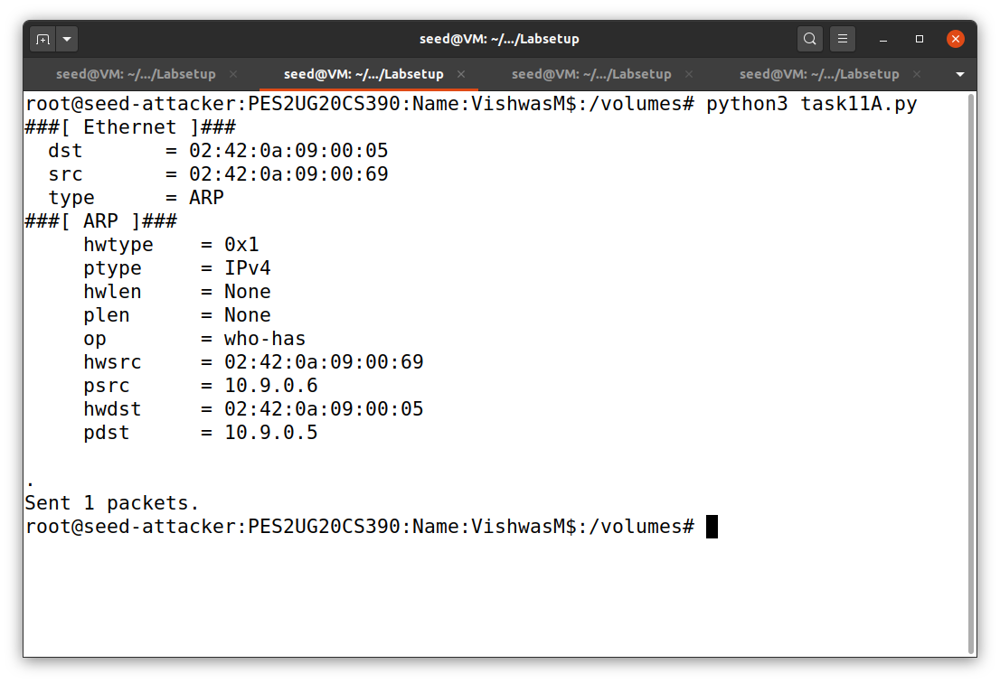 seed@VM: ~/.../Labsetup
seed@VM: ~/.../Labsetup × seed@VM: ~/.../Labsetup × seed@VM: ~/.../Labsetup × seed@VM: ~/.../Labsetup ×
root@seed-attacker:PES2UG20CS390:Name:VishwasM$:/volumes# python3 task11A.py
###[ Ethernet ]###
  dst       = 02:42:0a:09:00:05
  src       = 02:42:0a:09:00:69
  type      = ARP
###[ ARP ]###
     hwtype    = 0x1
     ptype     = IPv4
     hwlen     = None
     plen      = None
     op        = who-has
     hwsrc     = 02:42:0a:09:00:69
     psrc      = 10.9.0.6
     hwdst     = 02:42:0a:09:00:05
     pdst      = 10.9.0.5

.
Sent 1 packets.
root@seed-attacker:PES2UG20CS390:Name:VishwasM$:/volumes#